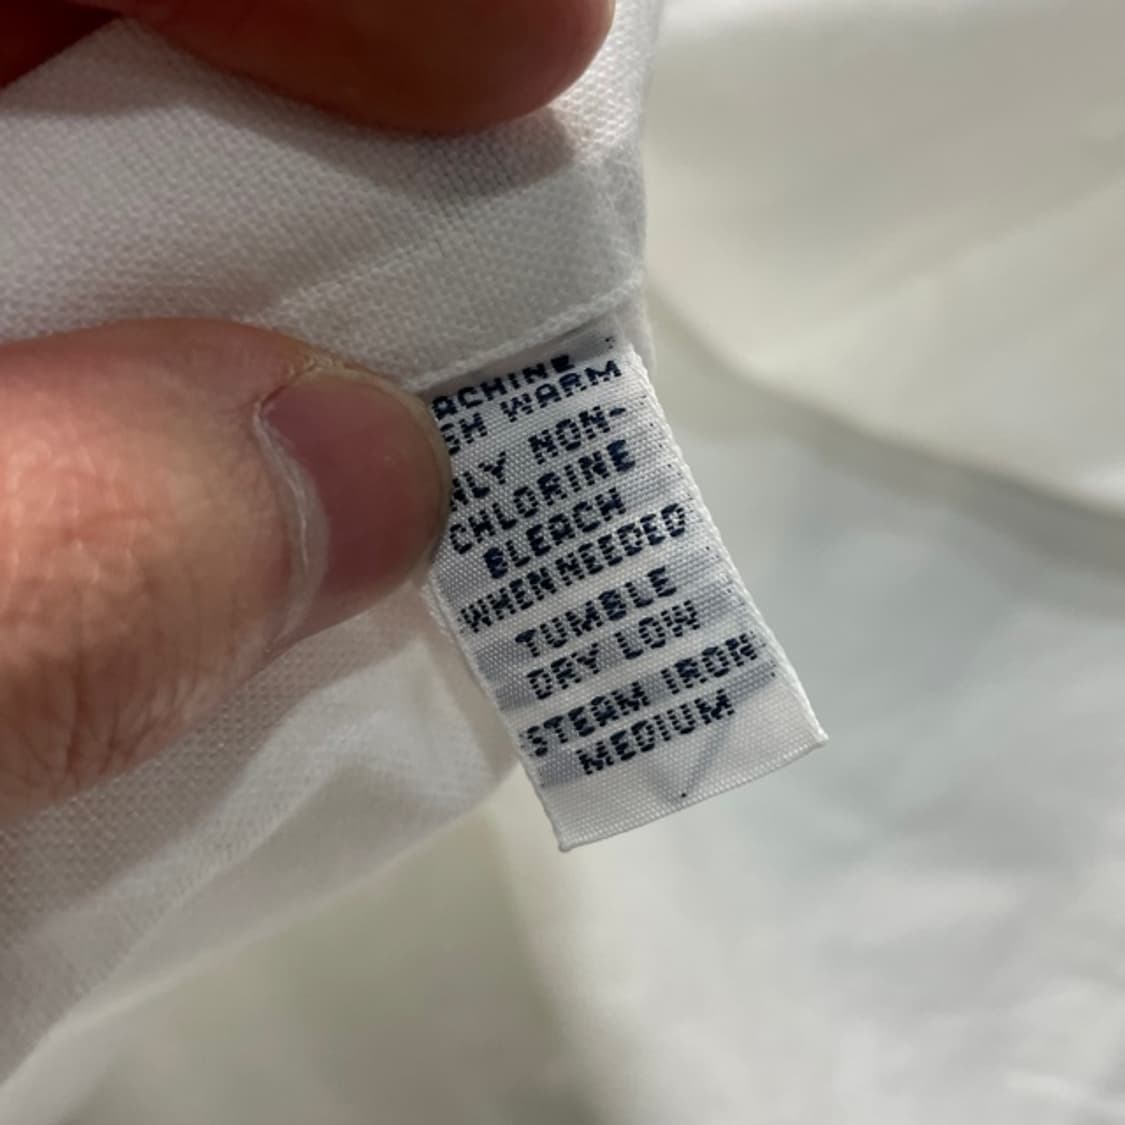 ACHINE
SH WARM
NLY NON-
CHLORINE
BLEACH
WHEN NEEDED
TUMBLE
DRY LOW
STEAM IRON
MEDIUM